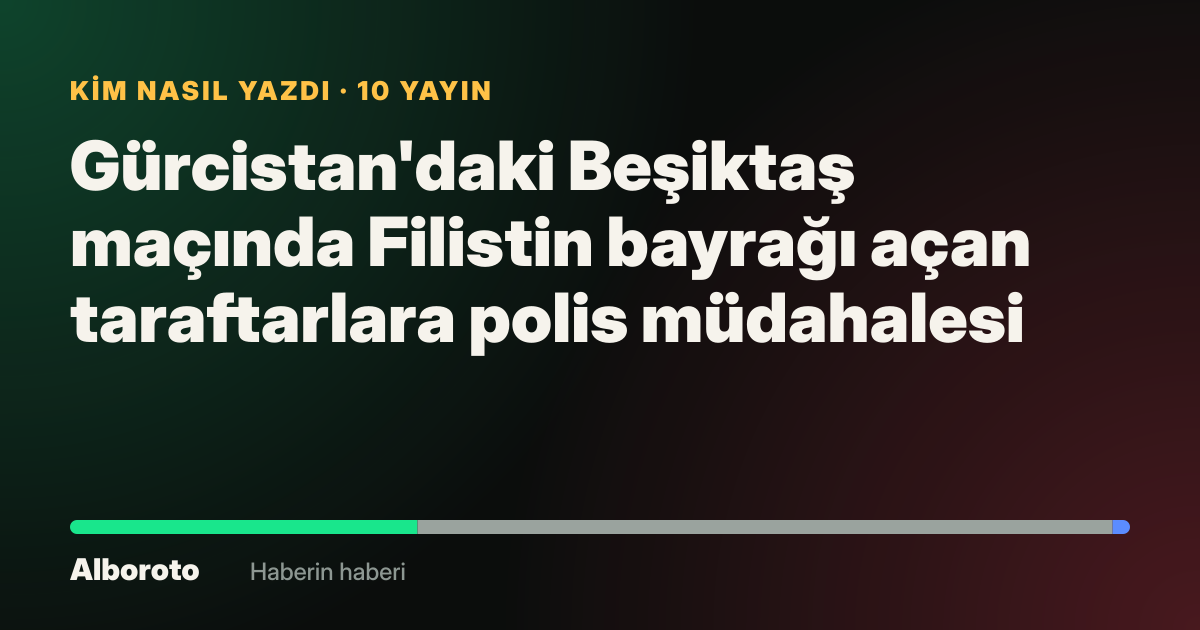 KİM NASIL YAZDI · 10 YAYIN
Gürcistan'daki Beşiktaş
maçında Filistin bayrağı açan
taraftarlara polis müdahalesi
Alboroto
Haberin haberi